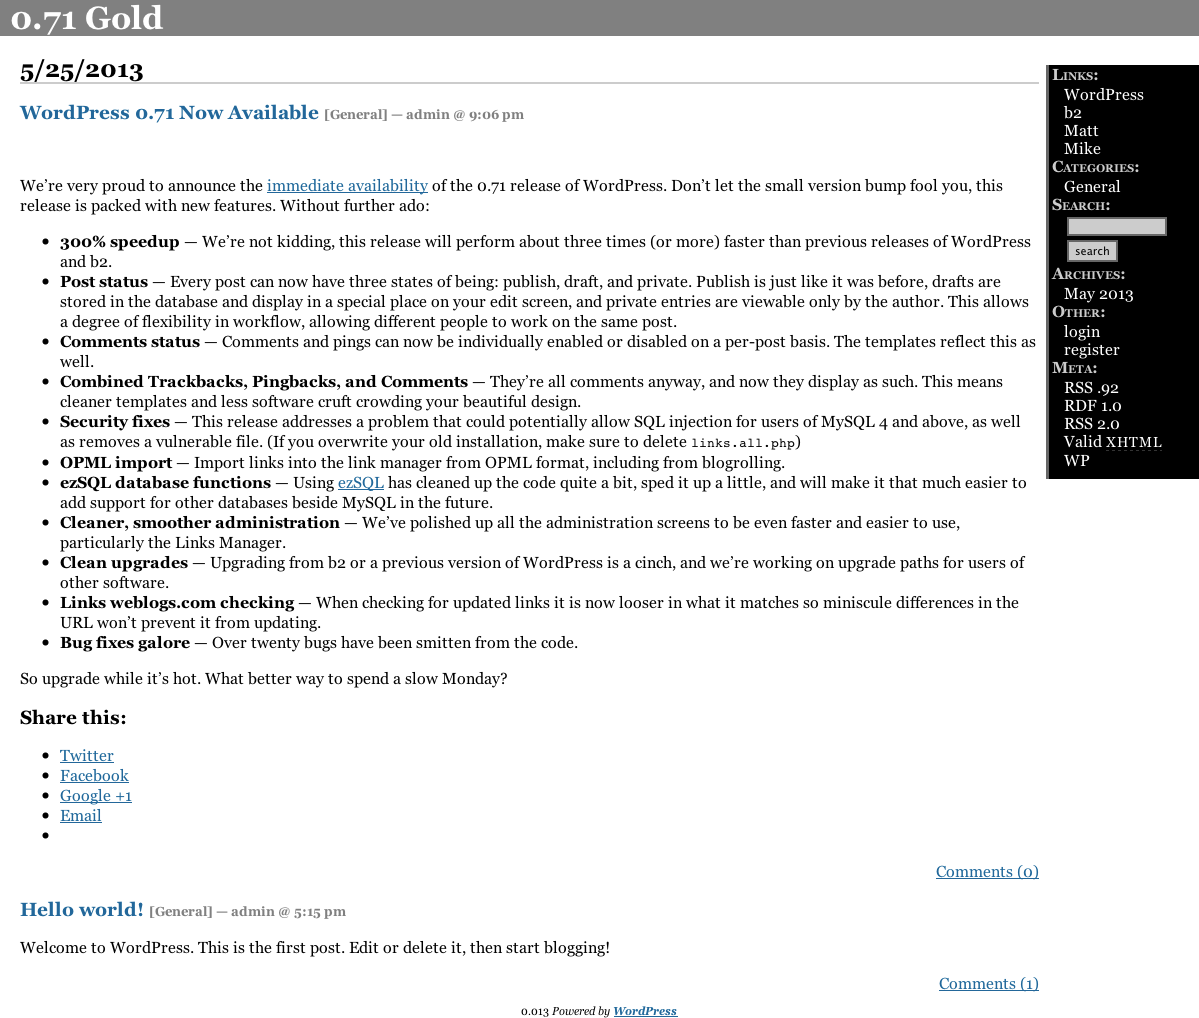 0.71 Gold
5/25/2013
WordPress 0.71 Now Available [General] — admin @ 9:06 pm
We're very proud to announce the immediate availability of the 0.71 release of WordPress. Don't let the small version bump fool you, this
release is packed with new features. Without further ado:
• 300% speedup — We're not kidding, this release will perform about three times (or more) faster than previous releases of WordPress
and b2.
• Post status — Every post can now have three states of being: publish, draft, and private. Publish is just like it was before, drafts are
stored in the database and display in a special place on your edit screen, and private entries are viewable only by the author. This allows
a degree of flexibility in workflow, allowing different people to work on the same post.
• Comments status — Comments and pings can now be individually enabled or disabled on a per-post basis. The templates reflect this as
well.
• Combined Trackbacks, Pingbacks, and Comments — They're all comments anyway, and now they display as such. This means
cleaner templates and less software cruft crowding your beautiful design.
• Security fixes — This release addresses a problem that could potentially allow SQL injection for users of MySQL 4 and above, as well
as removes a vulnerable file. (If you overwrite your old installation, make sure to delete links.all.php)
• OPML import — Import links into the link manager from OPML format, including from blogrolling.
• ezSQL database functions — Using ezSQL has cleaned up the code quite a bit, sped it up a little, and will make it that much easier to
add support for other databases beside MySQL in the future.
• Cleaner, smoother administration — We've polished up all the administration screens to be even faster and easier to use,
particularly the Links Manager.
• Clean upgrades — Upgrading from b2 or a previous version of WordPress is a cinch, and we're working on upgrade paths for users of
other software.
• Links weblogs.com checking — When checking for updated links it is now looser in what it matches so miniscule differences in the
URL won't prevent it from updating.
• Bug fixes galore — Over twenty bugs have been smitten from the code.
So upgrade while it's hot. What better way to spend a slow Monday?
Share this:
• Twitter
• Facebook
• Google +1
• Email
•
Comments (0)
Hello world! [General] — admin @ 5:15 pm
Welcome to WordPress. This is the first post. Edit or delete it, then start blogging!
Comments (1)
0.013 Powered by WordPress
Links:
WordPress
b2
Matt
Mike
Categories:
General
Search:
search
Archives:
May 2013
Other:
login
register
Meta:
RSS .92
RDF 1.0
RSS 2.0
Valid XHTML
WP